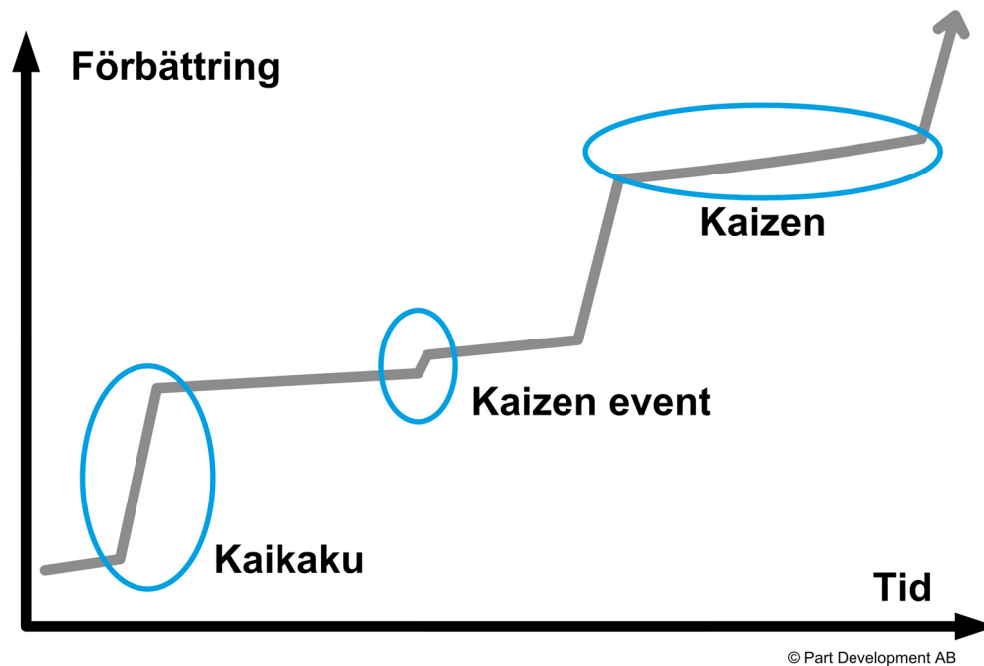 Förbättring
Kaizen
Kaizen event
Kaikaku
Tid
© Part Development AB